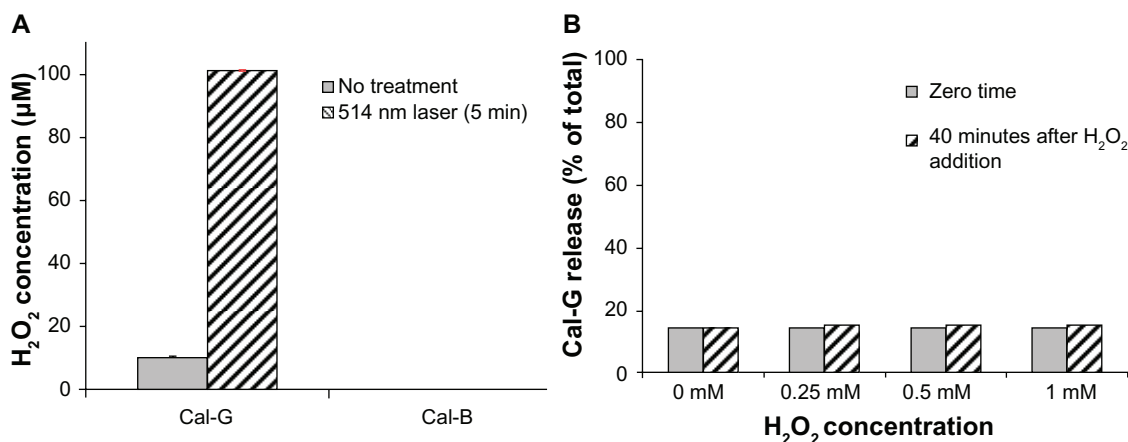 A
H₂O₂ concentration (µM)
100
80
60
40
20
0
No treatment
514 nm laser (5 min)
Cal-G
Cal-B
B
Cal-G release (% of total)
100
80
60
40
20
0
Zero time
40 minutes after H₂O₂
addition
0 mM
0.25 mM
0.5 mM
1 mM
H₂O₂ concentration